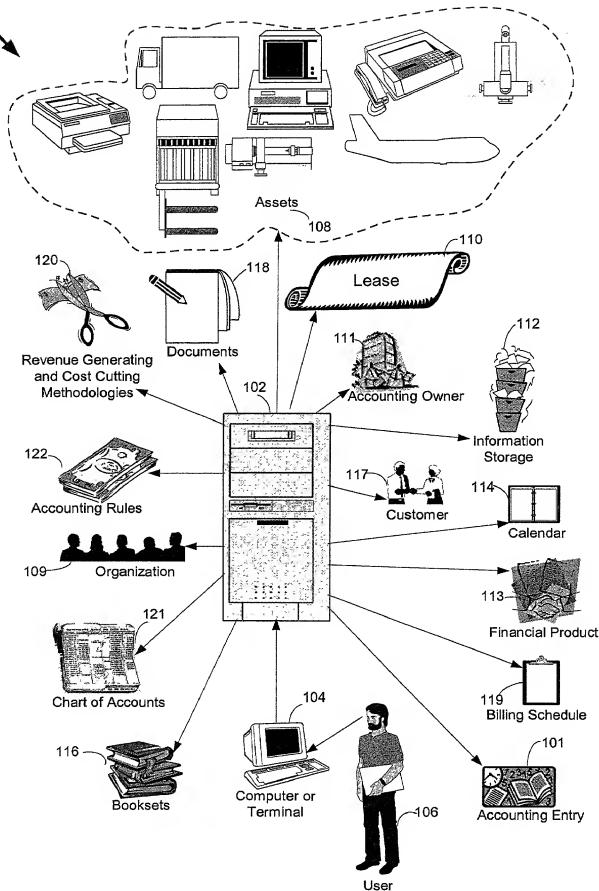 Assets
108
110
120
118
Lease
111
112
Documents
Revenue Generating
and Cost Cutting
Methodologies
102
Accounting Owner
Information
Storage
122
117
114
Accounting Rules
Customer
Calendar
109
Organization
113
Financial Product
121
119
Chart of Accounts
Billing Schedule
104
101
116
Booksets
Computer or
Terminal
106
Accounting Entry
User